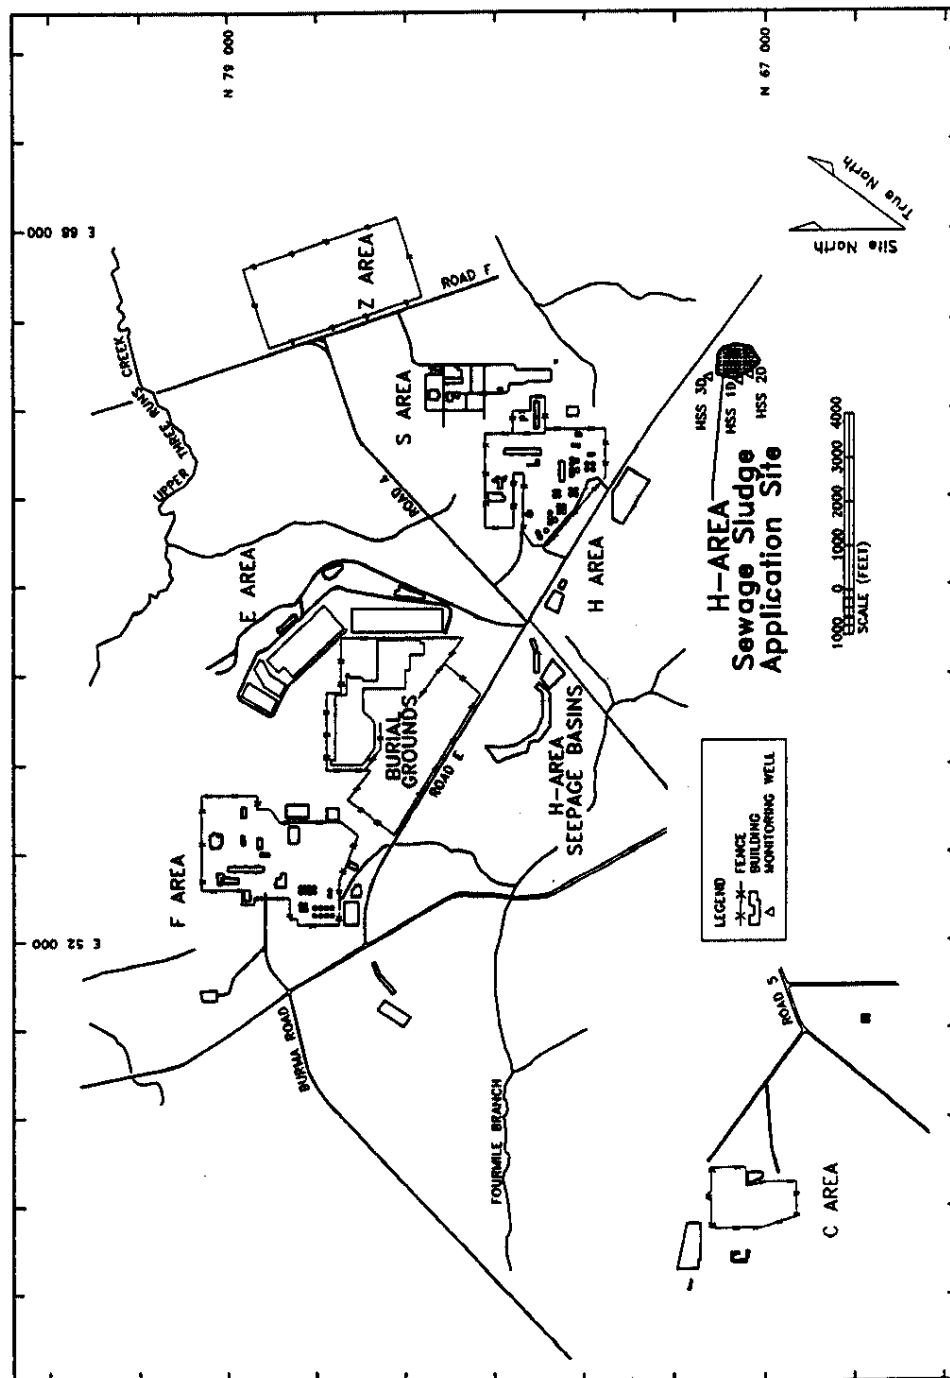 N 79 000
N 67 000
E 68 000
E 52 000
UPPER THREE RUNS CREEK
Z AREA
ROAD F
S AREA
ROAD 4
E AREA
H AREA
BURIAL
GROUNDS
ROAD E
H-AREA
SEEPAGE BASINS
F AREA
BURMA ROAD
FOURMILE BRANCH
C AREA
ROAD 5
HSS 3D
HSS 1D
HSS 2D
H-AREA
Sewage Sludge
Application Site
1000 0 1000 2000 3000 4000
SCALE (FEET)
Site North
True North
LEGEND
FENCE
BUILDING
MONITORING WELL